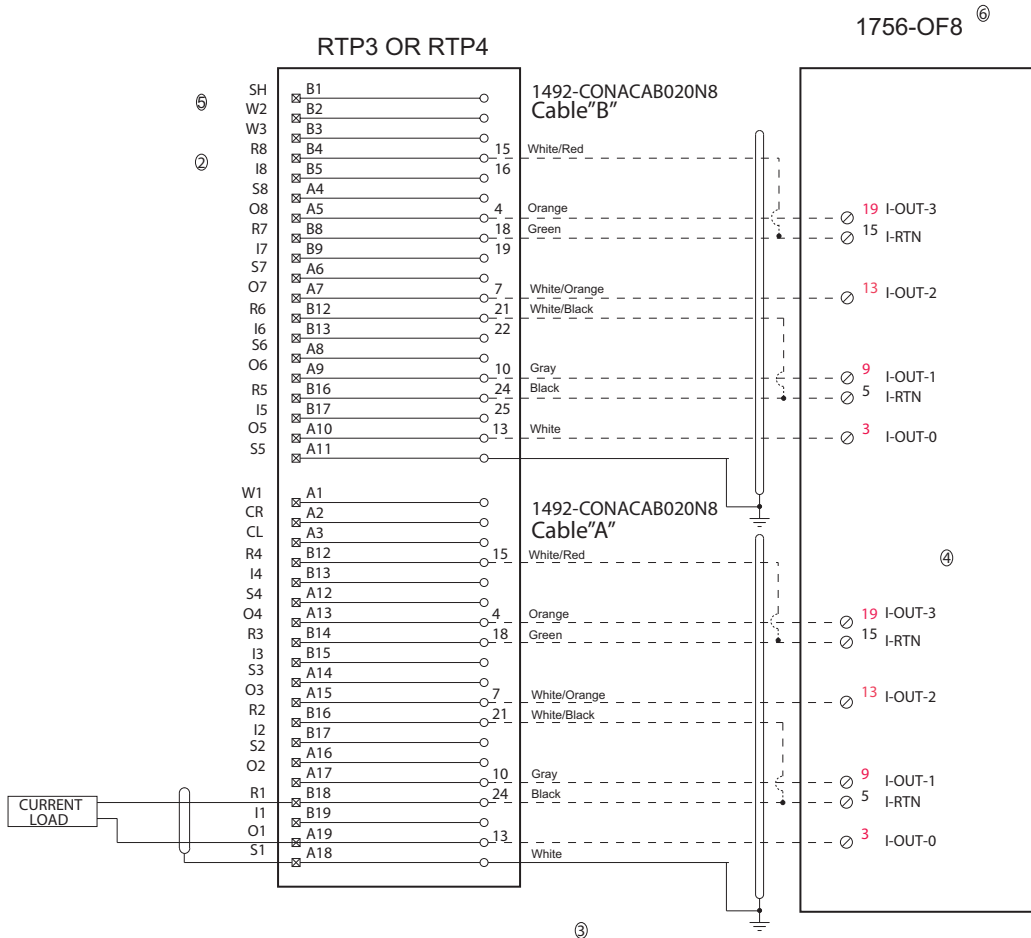 1756-OF8 ⑥
RTP3 OR RTP4
SH B1 1492-CONACAB020N8
⑤ W2 B2 Cable"B"
W3 B3
R8 B4 15 White/Red
② I8 B5 16
S8 A4
O8 A5 4 Orange 19 I-OUT-3
R7 B8 18 Green 15 I-RTN
I7 B9 19
S7 A6
O7 A7 7 White/Orange 13 I-OUT-2
R6 B12 21 White/Black
I6 B13 22
S6 A8
O6 A9 10 Gray 9 I-OUT-1
R5 B16 24 Black 5 I-RTN
I5 B17 25
O5 A10 13 White 3 I-OUT-0
S5 A11
W1 A1
CR A2 1492-CONACAB020N8
CL A3 Cable"A"
R4 B12 15 White/Red ④
I4 B13
S4 A12
O4 A13 4 Orange 19 I-OUT-3
R3 B14 18 Green 15 I-RTN
I3 B15
S3 A14
O3 A15 7 White/Orange 13 I-OUT-2
R2 B16 21 White/Black
I2 B17
S2 A16
O2 A17 10 Gray 9 I-OUT-1
R1 B18 24 Black 5 I-RTN
CURRENT
LOAD
I1 B19
O1 A19 13 3 I-OUT-0
S1 A18 White
③